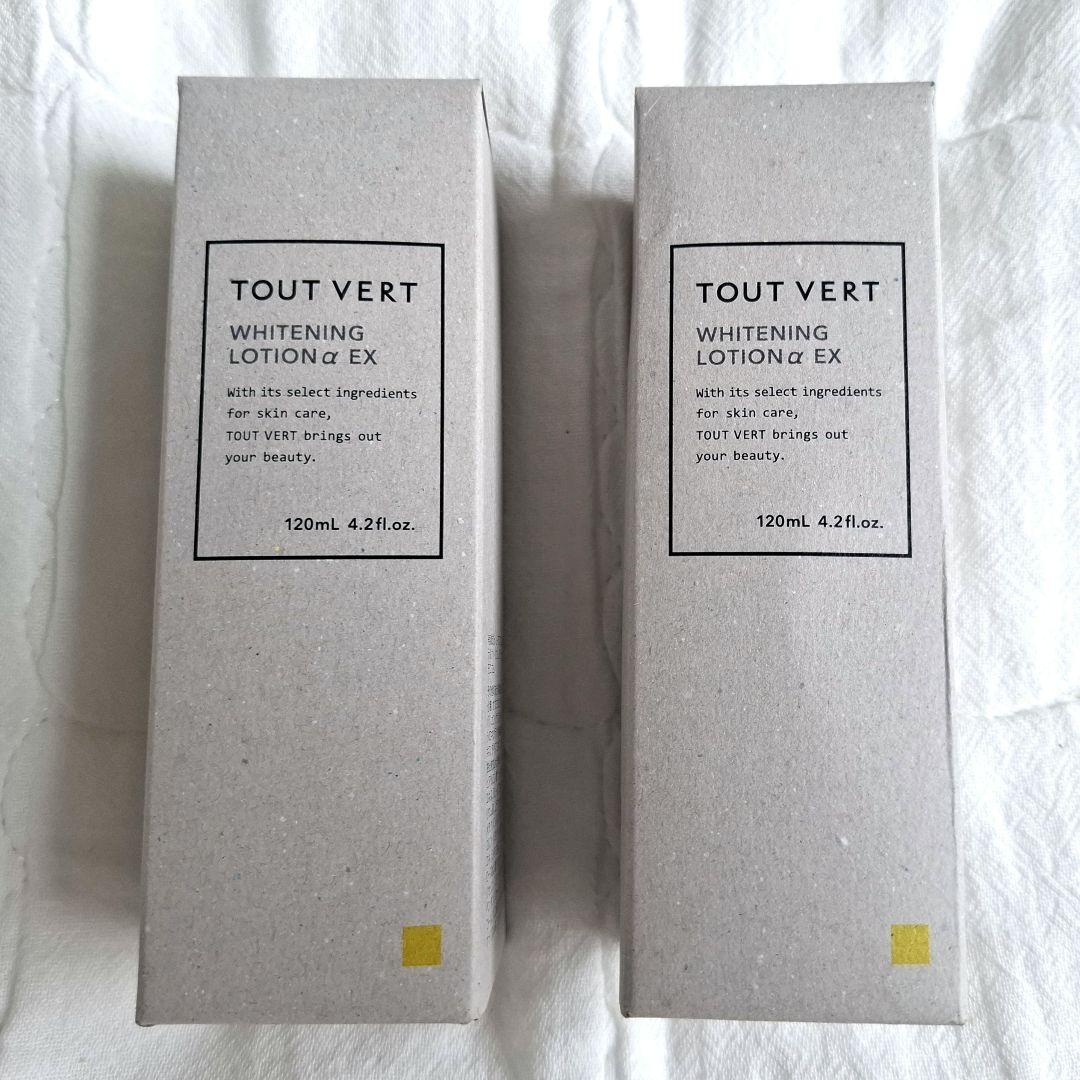 TOUT VERT
WHITENING
LOTION α EX
With its select ingredients
for skin care,
TOUT VERT brings out
your beauty.
120mL 4.2fl.oz.
TOUT VERT
WHITENING
LOTION α EX
With its select ingredients
for skin care,
TOUT VERT brings out
your beauty.
120mL 4.2fl.oz.